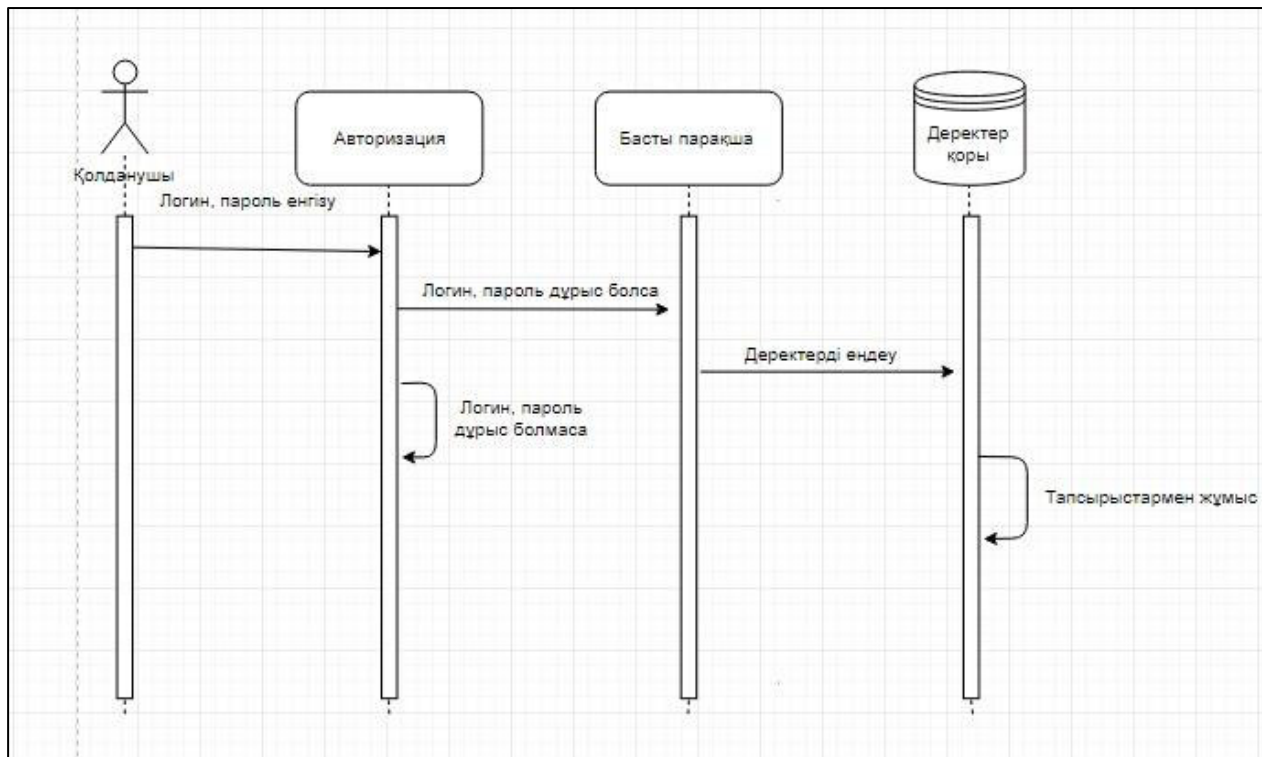 Қолданушы
Авторизация
Басты парақша
Деректер
қоры
Логин, пароль енгізу
Логин, пароль дұрыс болса
Деректерді өңдеу
Логин, пароль
дұрыс болмаса
Тапсырыстармен жұмыс